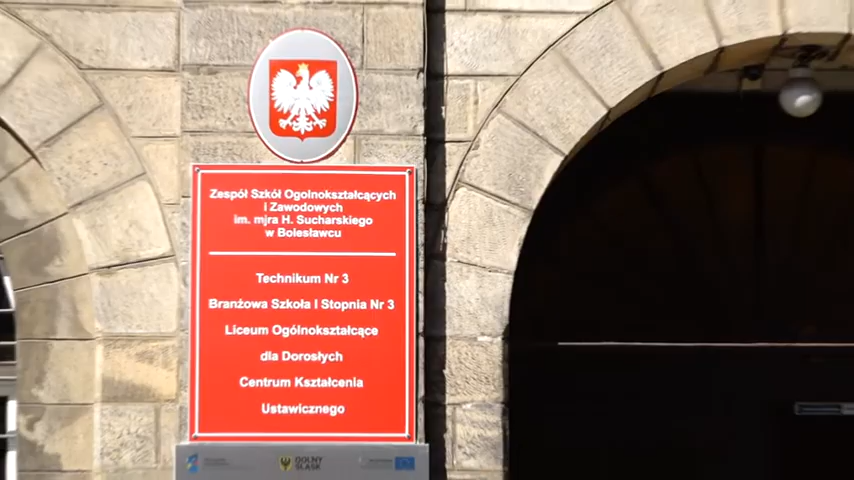 Zespół Szkół Ogólnokształcących
i Zawodowych
im. mjra H. Sucharskiego
w Bolesławcu
Technikum Nr 3
Branżowa Szkoła I Stopnia Nr 3
Liceum Ogólnokształcące
dla Dorosłych
Centrum Kształcenia
Ustawicznego
DOLNY
ŚLĄSK